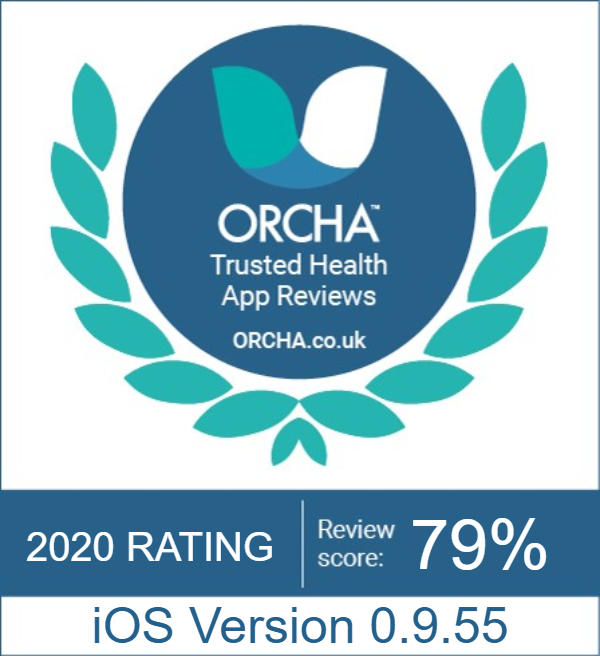 ORCHA™
Trusted Health
App Reviews
ORCHA.co.uk
2020 RATING
Review
score:
79%
iOS Version 0.9.55